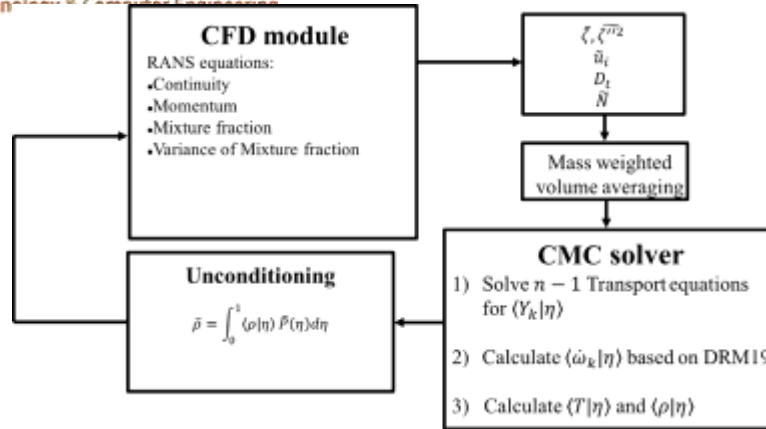 CFD module
RANS equations:
•Continuity
•Momentum
•Mixture fraction
•Variance of Mixture fraction
ζ̃, ζ̃″²
ũᵢ
Dₜ
Ñ
Mass weighted
volume averaging
CMC solver
1) Solve n − 1 Transport equations
for ⟨Yₖ|η⟩
2) Calculate ⟨ω̇ₖ|η⟩ based on DRM19
3) Calculate ⟨T|η⟩ and ⟨ρ|η⟩
Unconditioning
ρ̄ = ∫₀¹ ⟨ρ|η⟩ P̃(η)dη